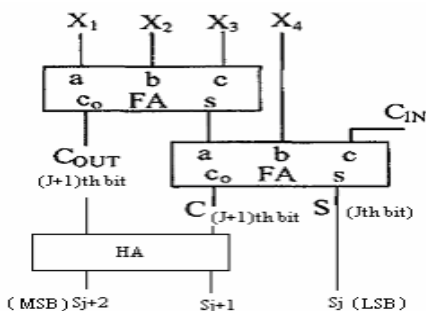 X1 X2 X3 X4
a b c
co FA s
CIN
COUT
(J+1)th bit
a b c
co FA s
C (J+1)th bit S (Jth bit)
HA
(MSB) Sj+2 Sj+1 Sj (LSB)